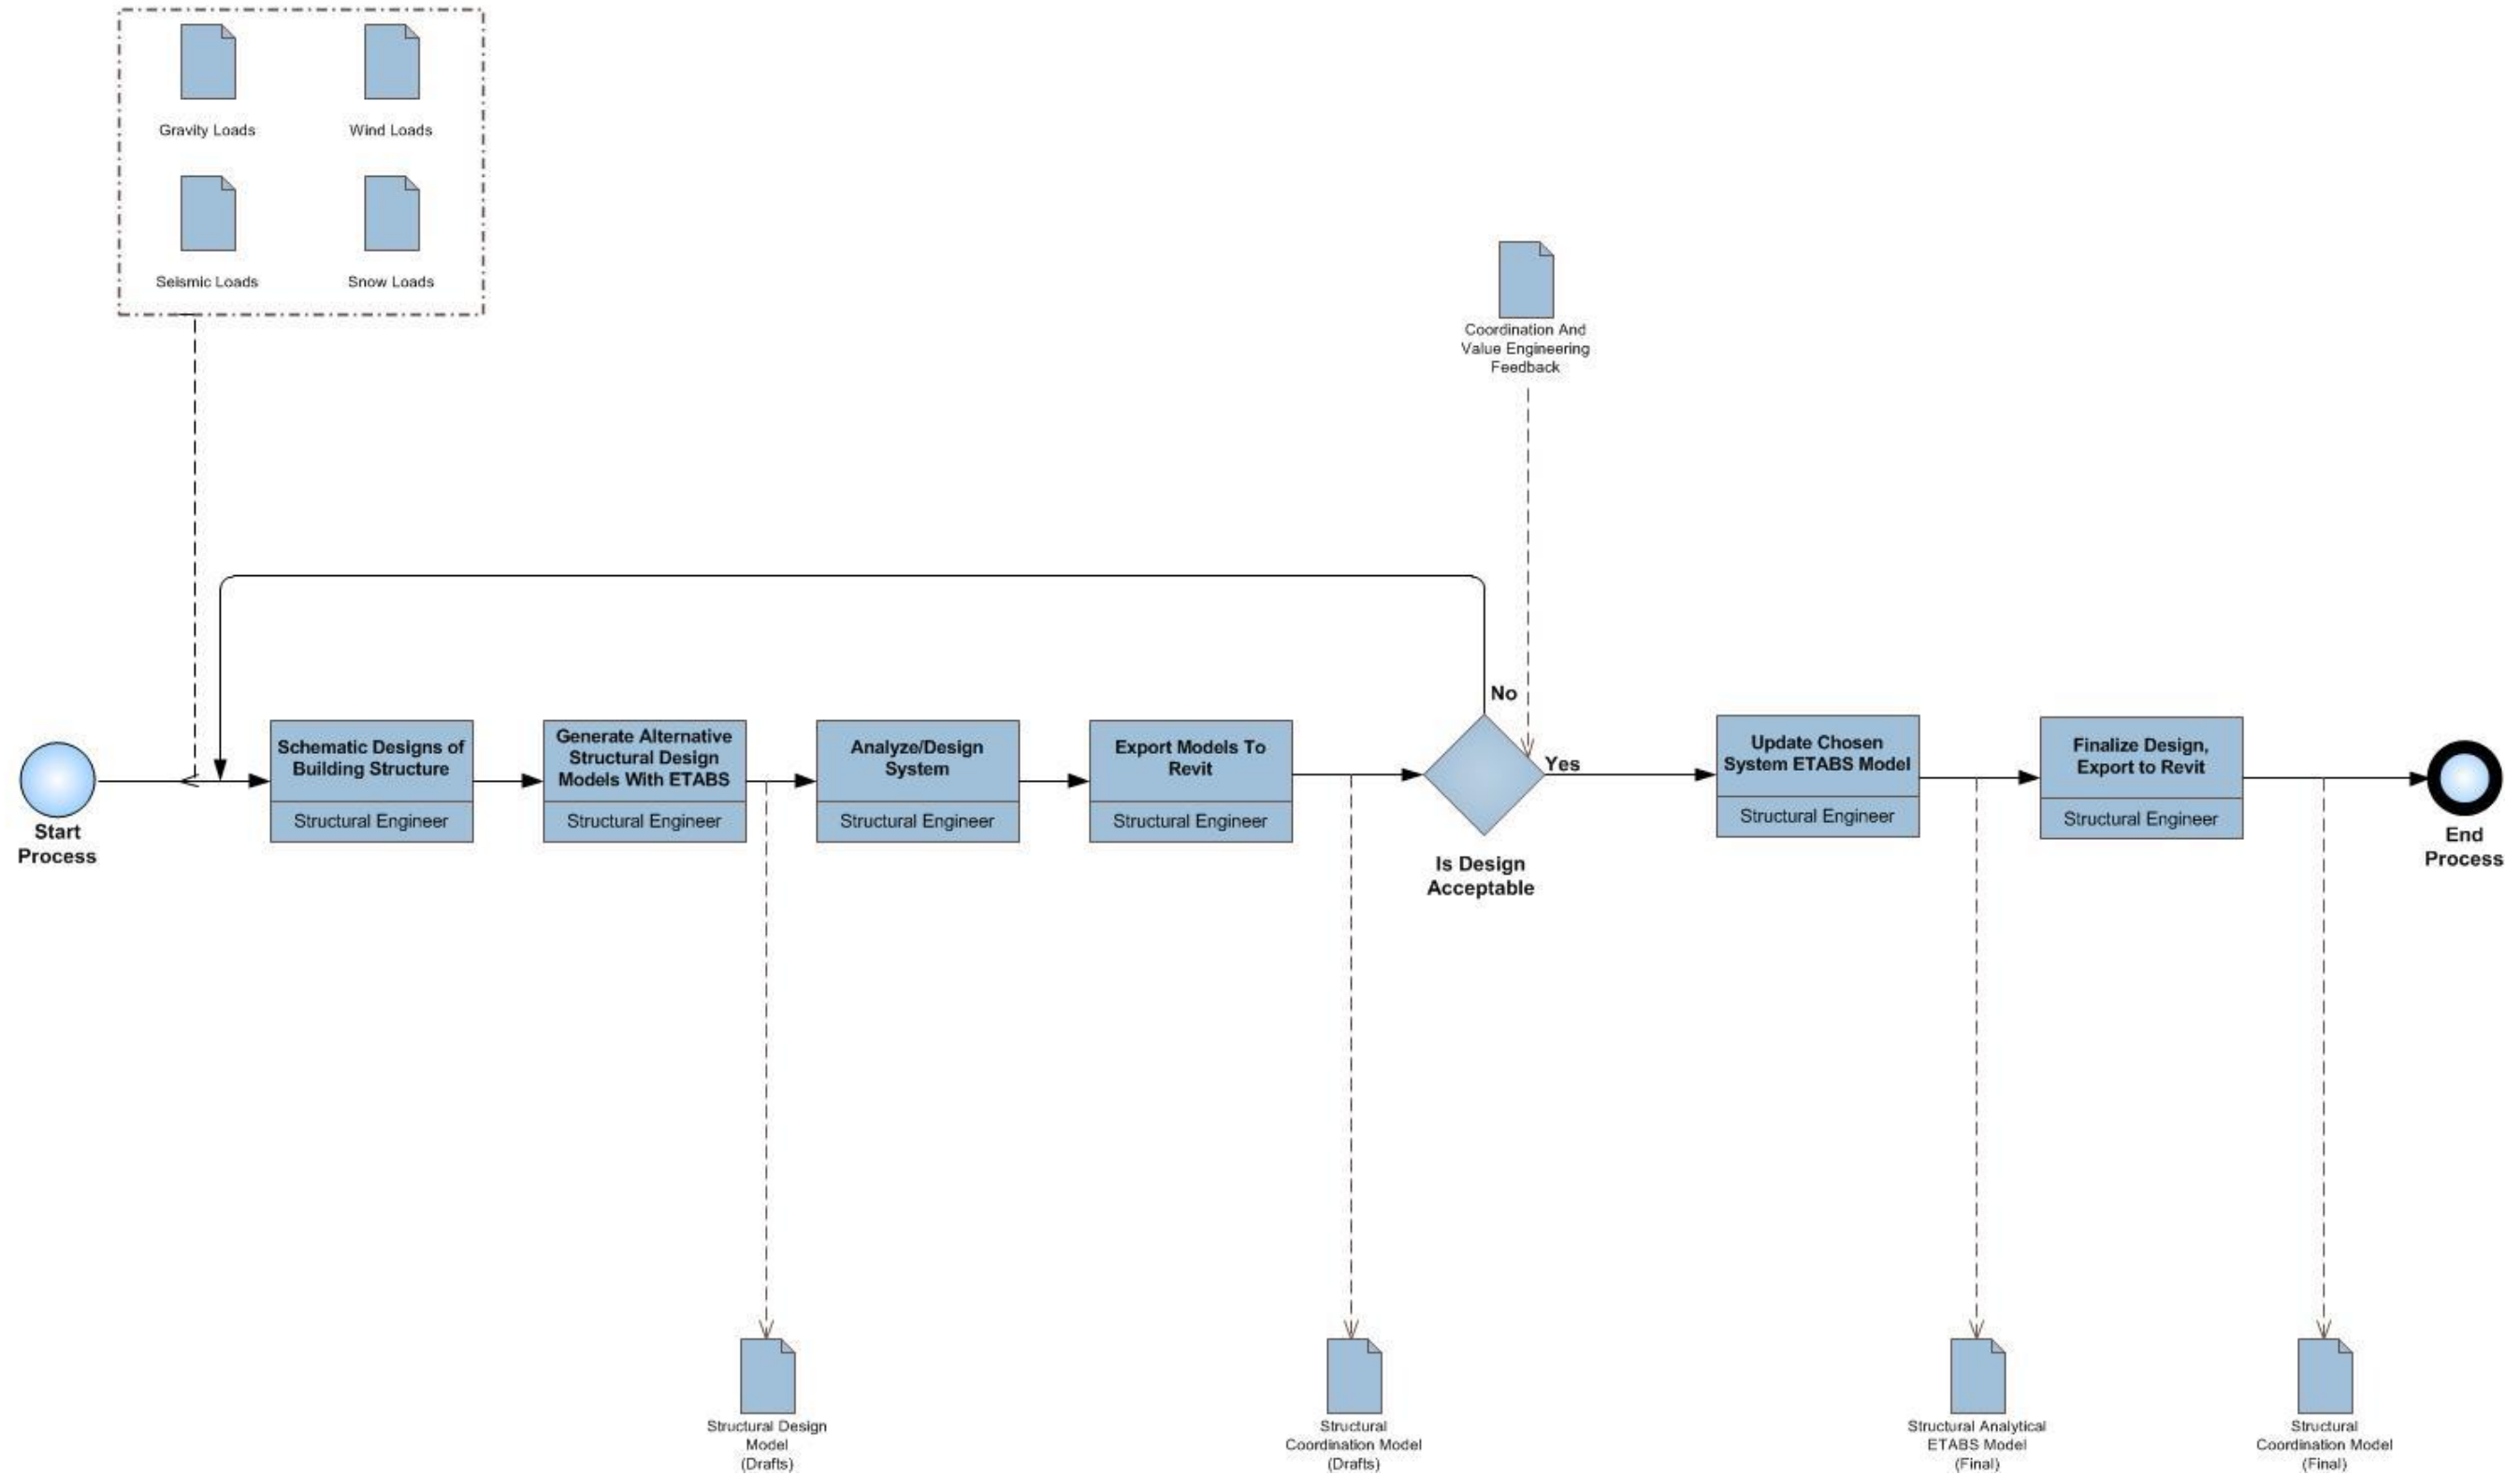 Gravity Loads
Wind Loads
Seismic Loads
Snow Loads
Coordination And
Value Engineering
Feedback
No
Yes
Start
Process
Schematic Designs of
Building Structure
Structural Engineer
Generate Alternative
Structural Design
Models With ETABS
Structural Engineer
Analyze/Design
System
Structural Engineer
Export Models To
Revit
Structural Engineer
Is Design
Acceptable
Update Chosen
System ETABS Model
Structural Engineer
Finalize Design,
Export to Revit
Structural Engineer
End
Process
Structural Design
Model
(Drafts)
Structural
Coordination Model
(Drafts)
Structural Analytical
ETABS Model
(Final)
Structural
Coordination Model
(Final)